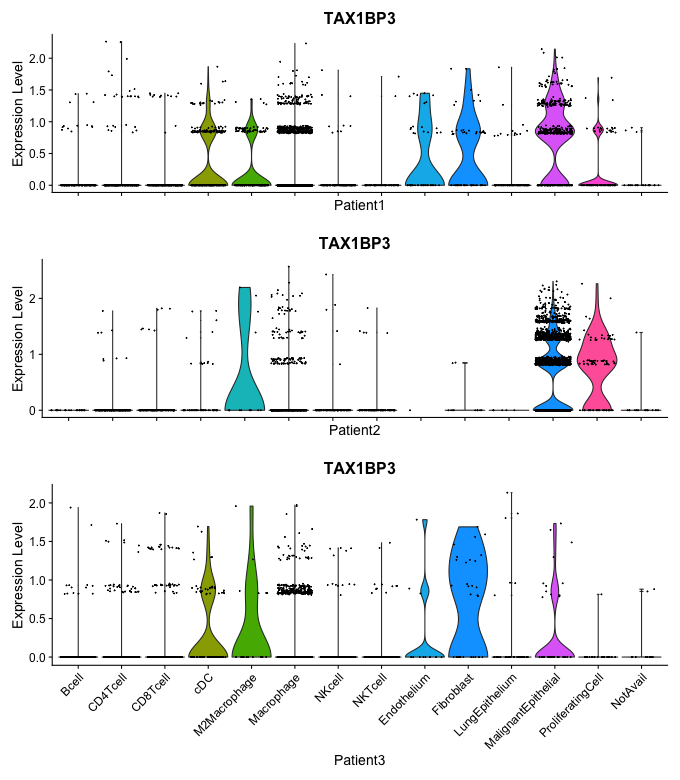 TAX1BP3
Expression Level
2.0
1.5
1.0
0.5
0.0
Patient1
TAX1BP3
Expression Level
2
1
0
Patient2
TAX1BP3
Expression Level
2.0
1.5
1.0
0.5
0.0
Bcell
CD4Tcell
CD8Tcell
cDC
M2Macrophage
Macrophage
NKcell
NKTcell
Endothelium
Fibroblast
LungEpithelium
MalignantEpithelial
ProliferatingCell
NotAvail
Patient3